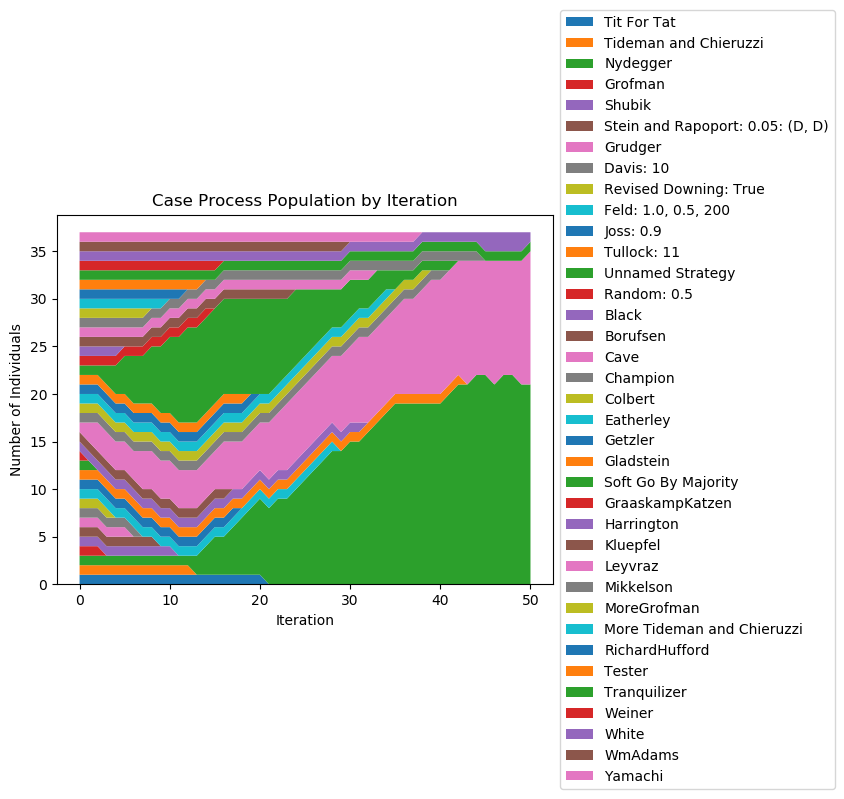 Case Process Population by Iteration
Number of Individuals
35
30
25
20
15
10
5
0
0 10 20 30 40 50
Iteration
Tit For Tat
Tideman and Chieruzzi
Nydegger
Grofman
Shubik
Stein and Rapoport: 0.05: (D, D)
Grudger
Davis: 10
Revised Downing: True
Feld: 1.0, 0.5, 200
Joss: 0.9
Tullock: 11
Unnamed Strategy
Random: 0.5
Black
Borufsen
Cave
Champion
Colbert
Eatherley
Getzler
Gladstein
Soft Go By Majority
GraaskampKatzen
Harrington
Kluepfel
Leyvraz
Mikkelson
MoreGrofman
More Tideman and Chieruzzi
RichardHufford
Tester
Tranquilizer
Weiner
White
WmAdams
Yamachi